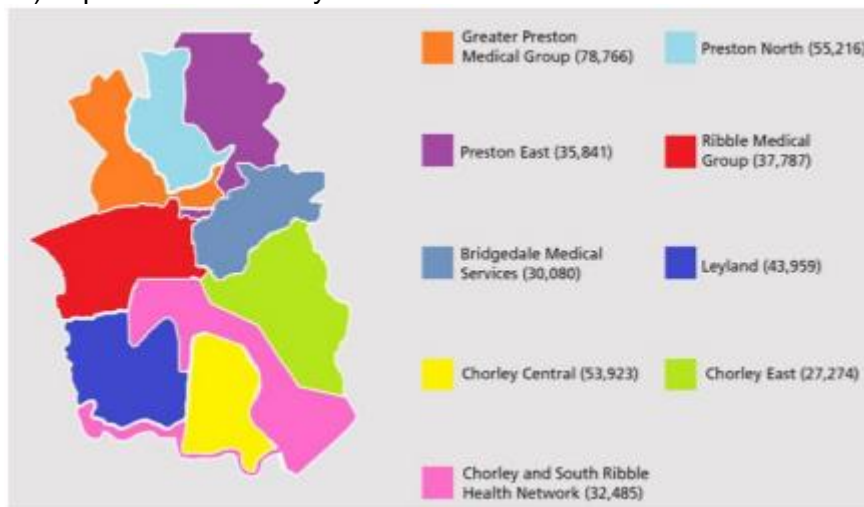 Greater Preston
Medical Group (78,766)
Preston North (55,216)
Preston East (35,841)
Ribble Medical
Group (37,787)
Bridgedale Medical
Services (30,080)
Leyland (43,959)
Chorley Central (53,923)
Chorley East (27,274)
Chorley and South Ribble
Health Network (32,485)